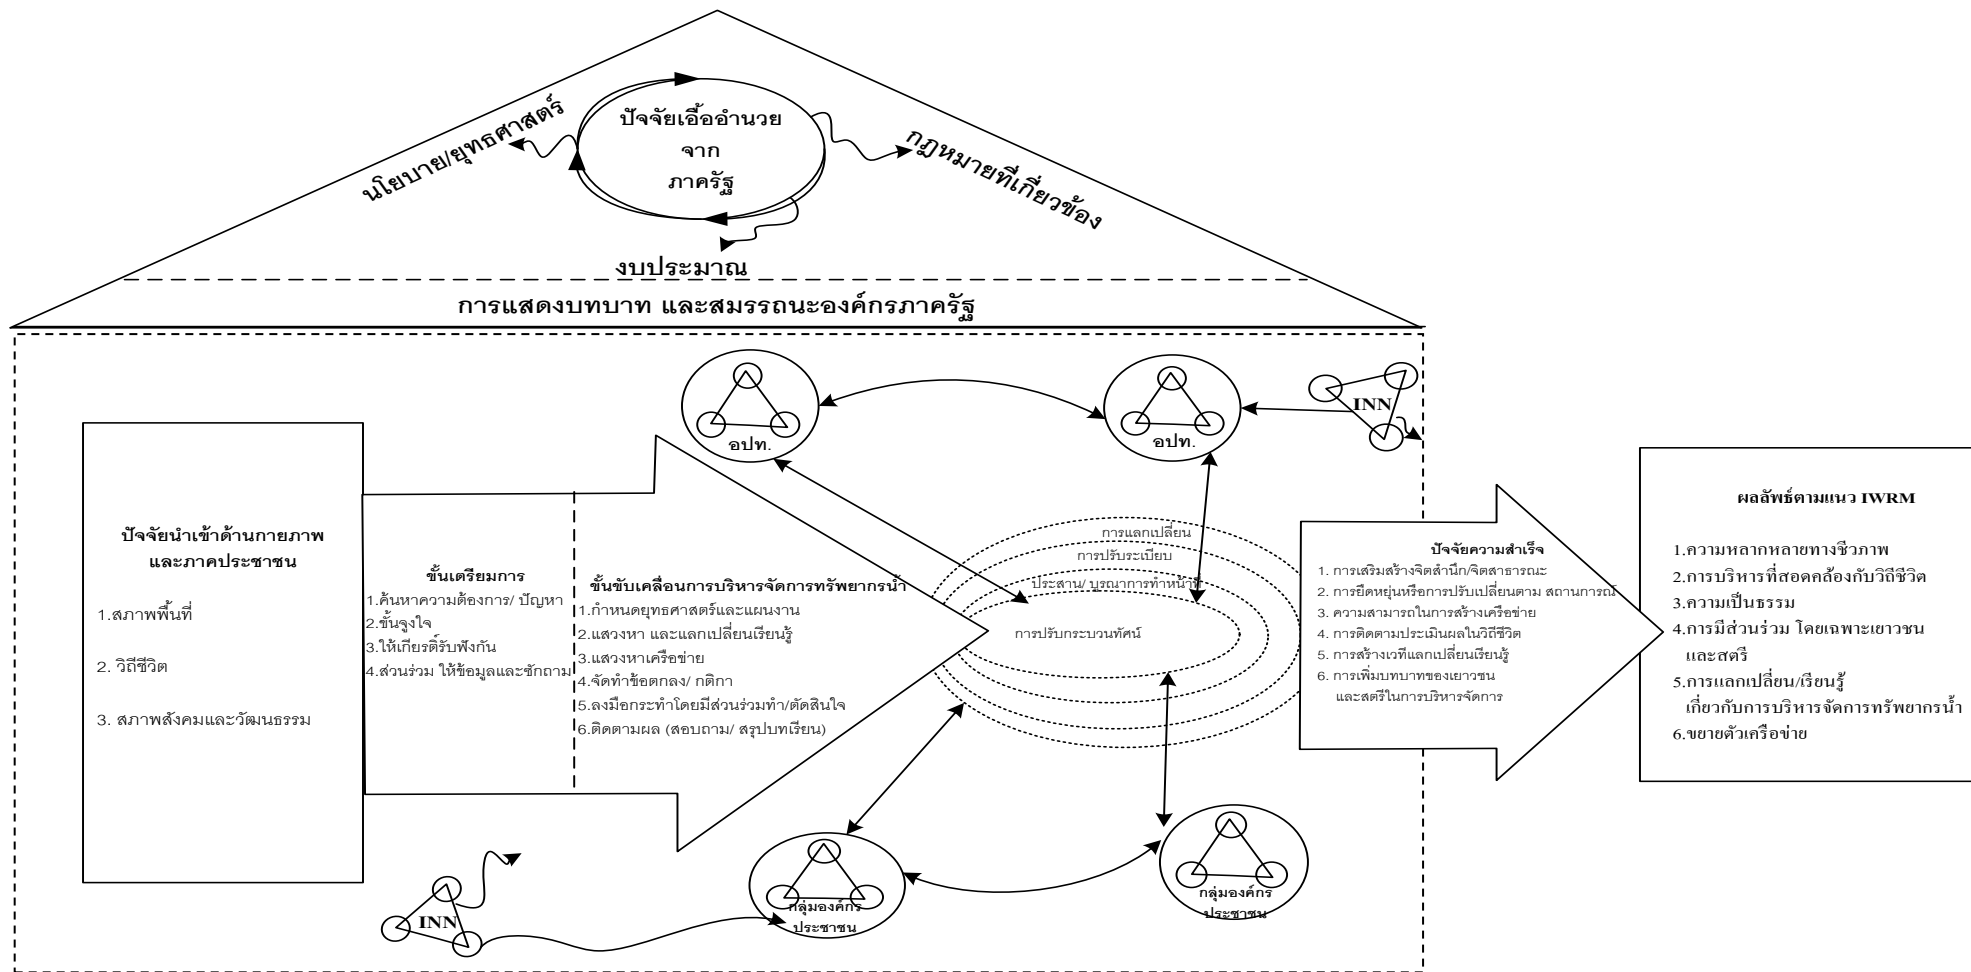 ปัจจัยเอื้ออำนวย
จาก
ภาครัฐ
นโยบาย/ยุทธศาสตร์
กฎหมายที่เกี่ยวข้อง
งบประมาณ
การแสดงบทบาท และสมรรถนะองค์กรภาครัฐ
อปท.
อปท.
INN
ปัจจัยนำเข้าด้านกายภาพ
และภาคประชาชน
1.สภาพพื้นที่
2. วิถีชีวิต
3. สภาพสังคมและวัฒนธรรม
ขั้นเตรียมการ
1.ค้นหาความต้องการ/ ปัญหา
2.ขั้นจูงใจ
3.ให้เกียรติ์รับฟังกัน
4.ส่วนร่วม ให้ข้อมูลและซักถาม
ขั้นขับเคลื่อนการบริหารจัดการทรัพยากรน้ำ
1.กำหนดยุทธศาสตร์และแผนงาน
2.แสวงหา และแลกเปลี่ยนเรียนรู้
3.แสวงหาเครือข่าย
4.จัดทำข้อตกลง/ กติกา
5.ลงมือกระทำโดยมีส่วนร่วมทำ/ตัดสินใจ
6.ติดตามผล (สอบถาม/ สรุปบทเรียน)
การแลกเปลี่ยน
การปรับระเบียบ
ประสาน/ บูรณาการทำหน้าที่
การปรับกระบวนทัศน์
ปัจจัยความสำเร็จ
1. การเสริมสร้างจิตสำนึก/จิตสาธารณะ
2. การยืดหยุ่นหรือการปรับเปลี่ยนตาม สถานการณ์
3. ความสามารถในการสร้างเครือข่าย
4. การติดตามประเมินผลในวิถีชีวิต
5. การสร้างเวทีแลกเปลี่ยนเรียนรู้
6. การเพิ่มบทบาทของเยาวชน
และสตรีในการบริหารจัดการ
ผลลัพธ์ตามแนว IWRM
1.ความหลากหลายทางชีวภาพ
2.การบริหารที่สอดคล้องกับวิถีชีวิต
3.ความเป็นธรรม
4.การมีส่วนร่วม โดยเฉพาะเยาวชน
และสตรี
5.การแลกเปลี่ยน/เรียนรู้
เกี่ยวกับการบริหารจัดการทรัพยากรน้ำ
6.ขยายตัวเครือข่าย
INN
กลุ่มองค์กร
ประชาชน
กลุ่มองค์กร
ประชาชน